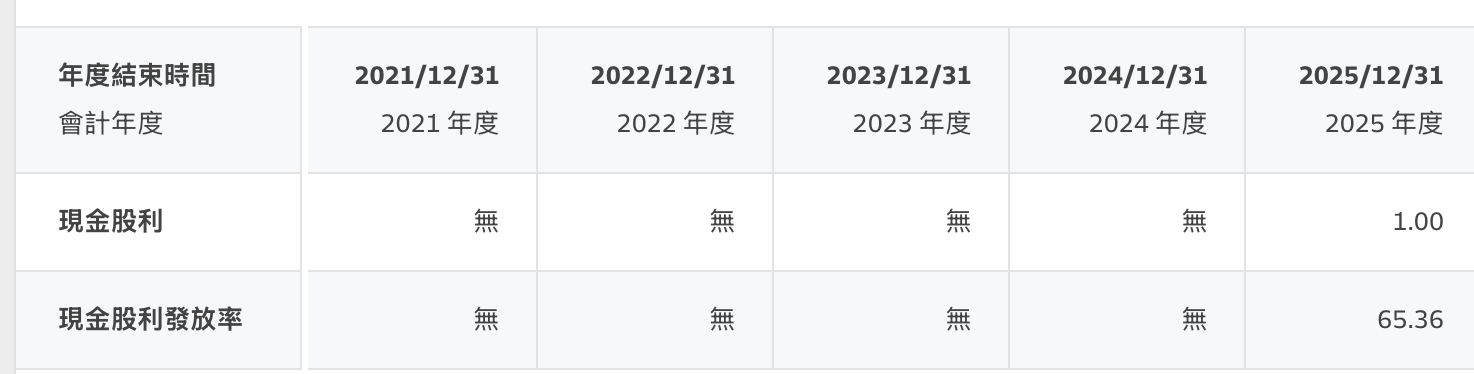 年度結束時間 2021/12/31 2022/12/31 2023/12/31 2024/12/31 2025/12/31
會計年度 2021 年度 2022 年度 2023 年度 2024 年度 2025 年度
現金股利 無 無 無 無 1.00
現金股利發放率 無 無 無 無 65.36